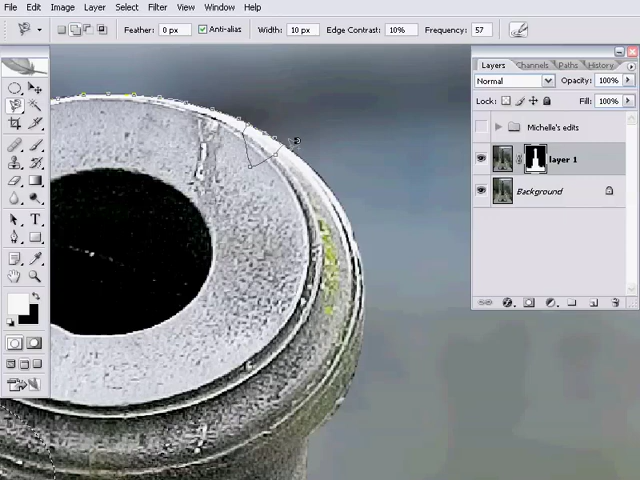 File Edit Image Layer Select Filter View Window Help
Feather: 0 px Anti-alias Width: 10 px Edge Contrast: 10% Frequency: 57
Layers Channels Paths History
Normal Opacity: 100%
Lock: Fill: 100%
Michelle's edits
layer 1
Background
T